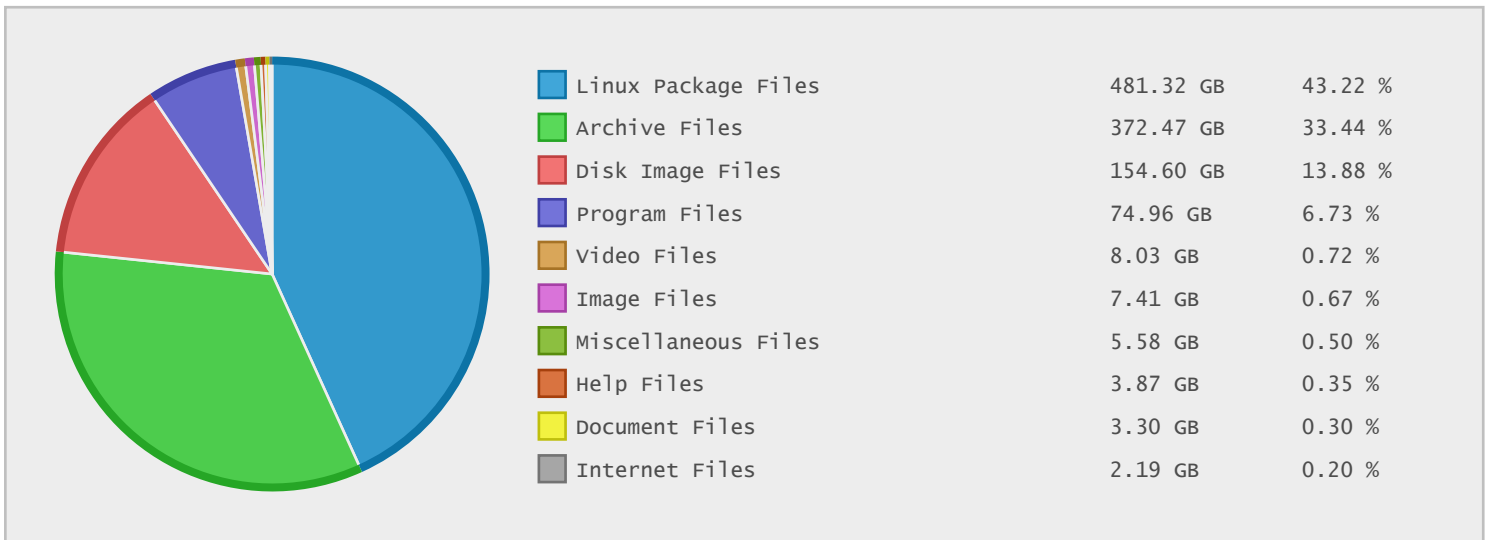 Linux Package Files 481.32 GB 43.22 %
Archive Files 372.47 GB 33.44 %
Disk Image Files 154.60 GB 13.88 %
Program Files 74.96 GB 6.73 %
Video Files 8.03 GB 0.72 %
Image Files 7.41 GB 0.67 %
Miscellaneous Files 5.58 GB 0.50 %
Help Files 3.87 GB 0.35 %
Document Files 3.30 GB 0.30 %
Internet Files 2.19 GB 0.20 %